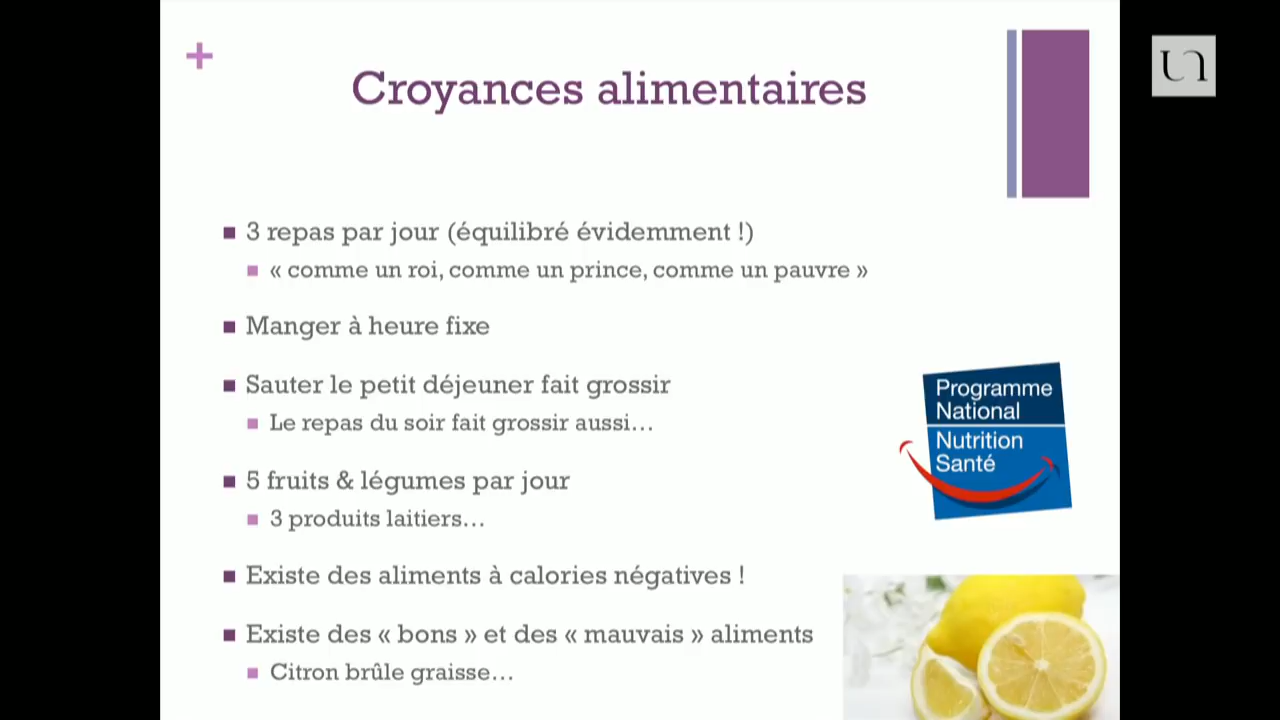 +
Croyances alimentaires
3 repas par jour (équilibré évidemment !)
« comme un roi, comme un prince, comme un pauvre »
Manger à heure fixe
Sauter le petit déjeuner fait grossir
Le repas du soir fait grossir aussi…
5 fruits & légumes par jour
3 produits laitiers…
Existe des aliments à calories négatives !
Existe des « bons » et des « mauvais » aliments
Citron brûle graisse…
Programme
National
Nutrition
Santé